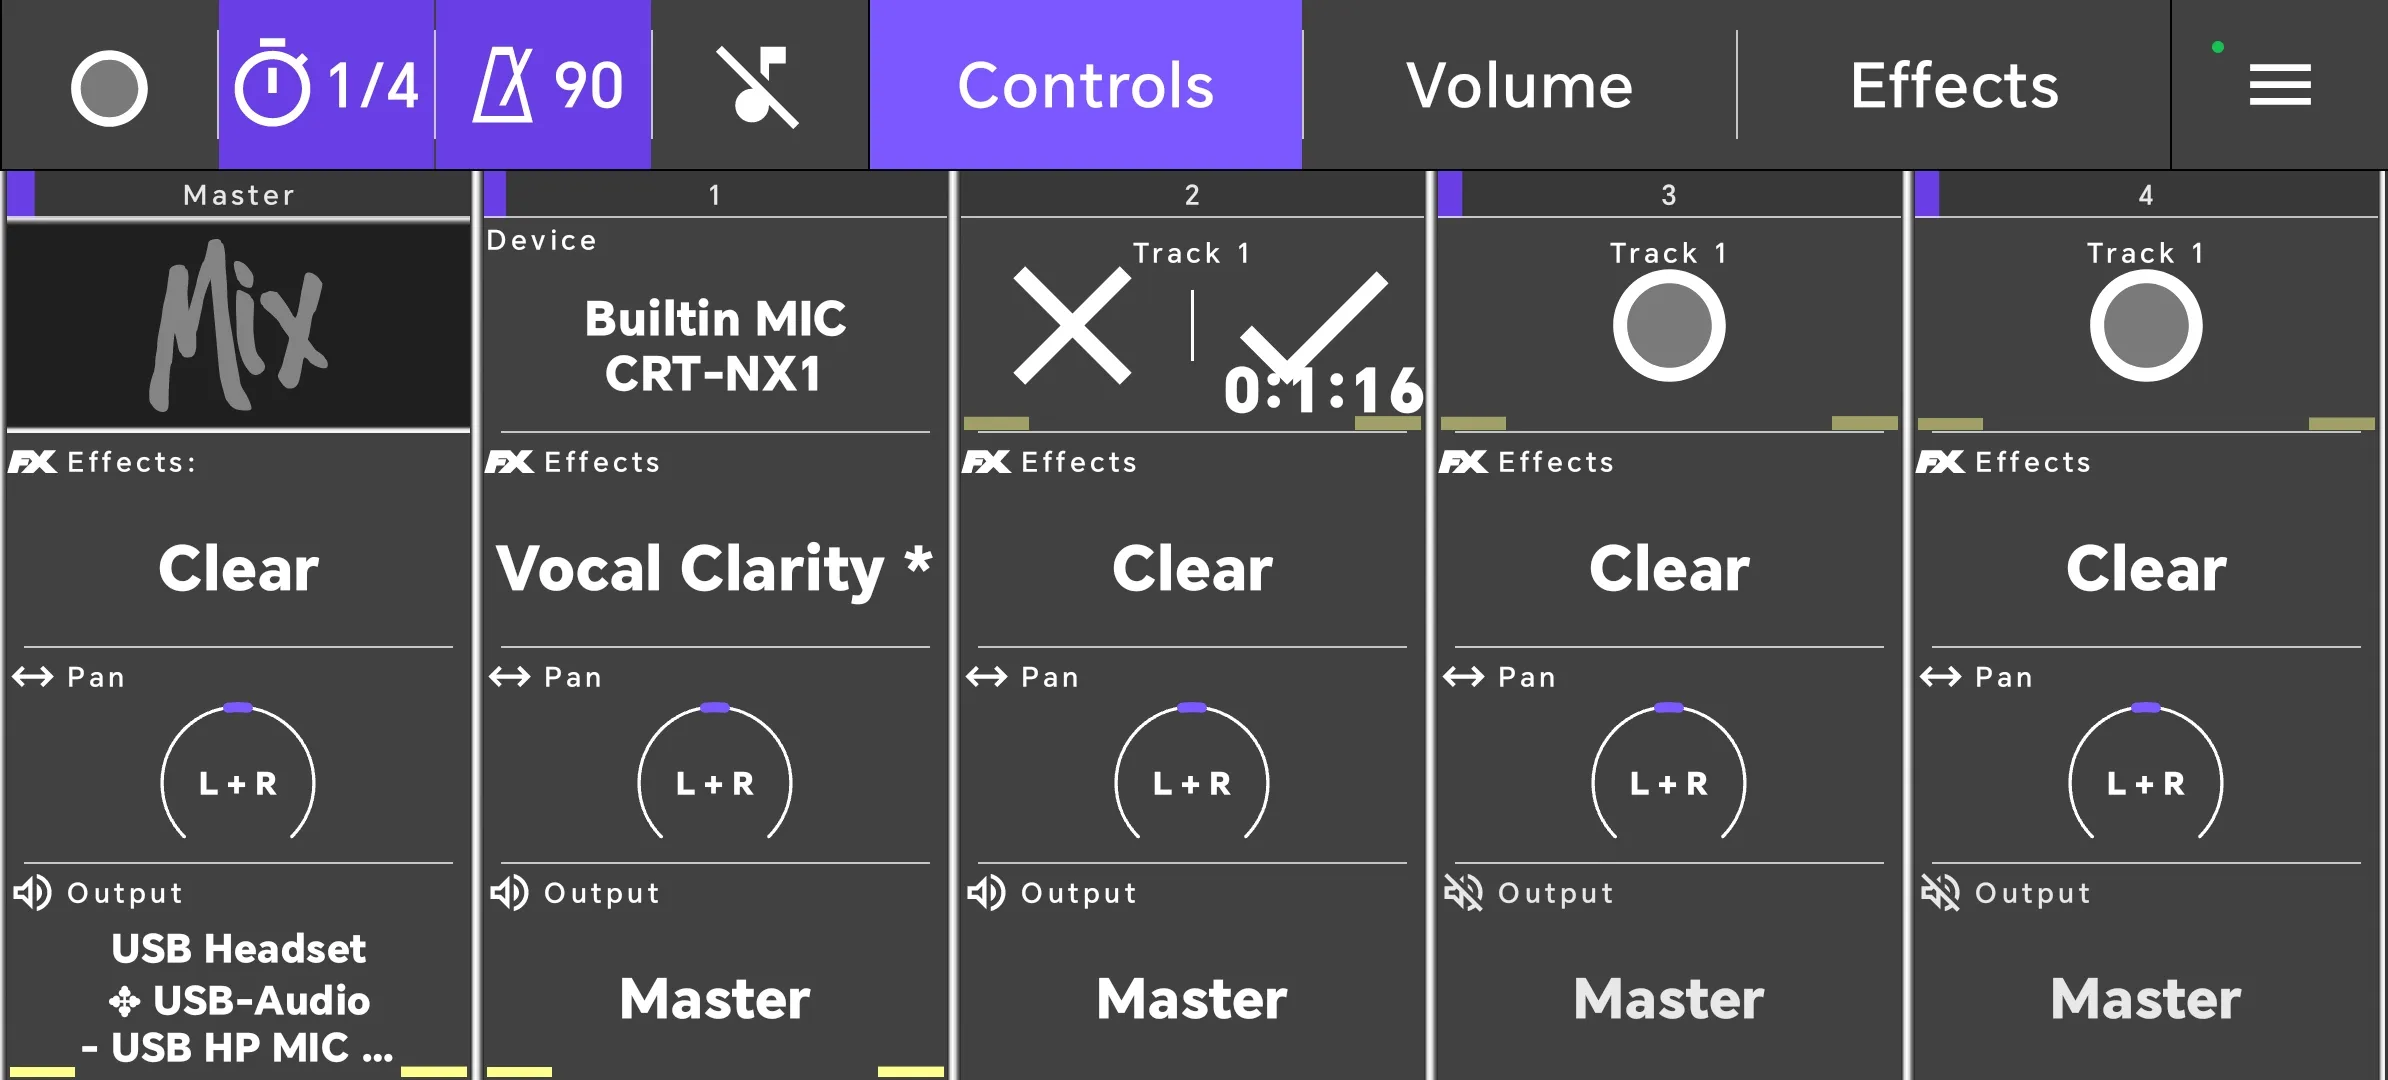 1/4
90
Controls
Volume
Effects
Master
1
2
3
4
Mix
Device
Builtin MIC
CRT-NX1
Track 1
0:1:16
Track 1
Track 1
FX Effects:
FX Effects
FX Effects
FX Effects
FX Effects
Clear
Vocal Clarity *
Clear
Clear
Clear
Pan
Pan
Pan
Pan
Pan
L + R
L + R
L + R
L + R
L + R
Output
Output
Output
Output
Output
USB Headset
✣ USB-Audio
- USB HP MIC ...
Master
Master
Master
Master